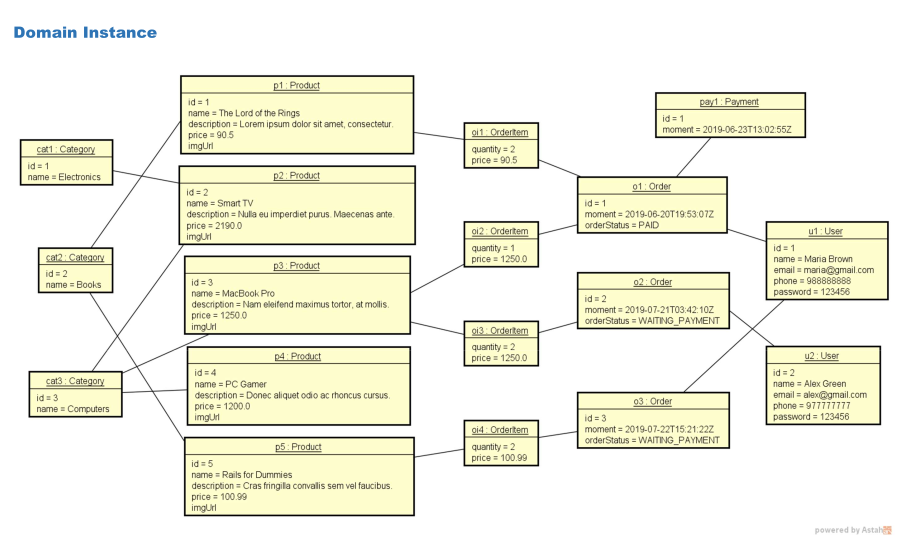 Domain Instance
p1 : Product
id = 1
name = The Lord of the Rings
description = Lorem ipsum dolor sit amet, consectetur.
price = 90.5
imgUrl
pay1 : Payment
id = 1
moment = 2019-06-23T13:02:55Z
oi1 : OrderItem
quantity = 2
price = 90.5
cat1 : Category
id = 1
name = Electronics
p2 : Product
id = 2
name = Smart TV
description = Nulla eu imperdiet purus. Maecenas ante.
price = 2190.0
imgUrl
o1 : Order
id = 1
moment = 2019-06-20T19:53:07Z
orderStatus = PAID
oi2 : OrderItem
quantity = 1
price = 1250.0
u1 : User
id = 1
name = Maria Brown
email = maria@gmail.com
phone = 988888888
password = 123456
cat2 : Category
id = 2
name = Books
p3 : Product
id = 3
name = MacBook Pro
description = Nam eleifend maximus tortor, at mollis.
price = 1250.0
imgUrl
o2 : Order
id = 2
moment = 2019-07-21T03:42:10Z
orderStatus = WAITING_PAYMENT
oi3 : OrderItem
quantity = 2
price = 1250.0
p4 : Product
id = 4
name = PC Gamer
description = Donec aliquet odio ac rhoncus cursus.
price = 1200.0
imgUrl
u2 : User
id = 2
name = Alex Green
email = alex@gmail.com
phone = 977777777
password = 123456
cat3 : Category
id = 3
name = Computers
o3 : Order
id = 3
moment = 2019-07-22T15:21:22Z
orderStatus = WAITING_PAYMENT
oi4 : OrderItem
quantity = 2
price = 100.99
p5 : Product
id = 5
name = Rails for Dummies
description = Cras fringilla convallis sem vel faucibus.
price = 100.99
imgUrl
powered by Astah